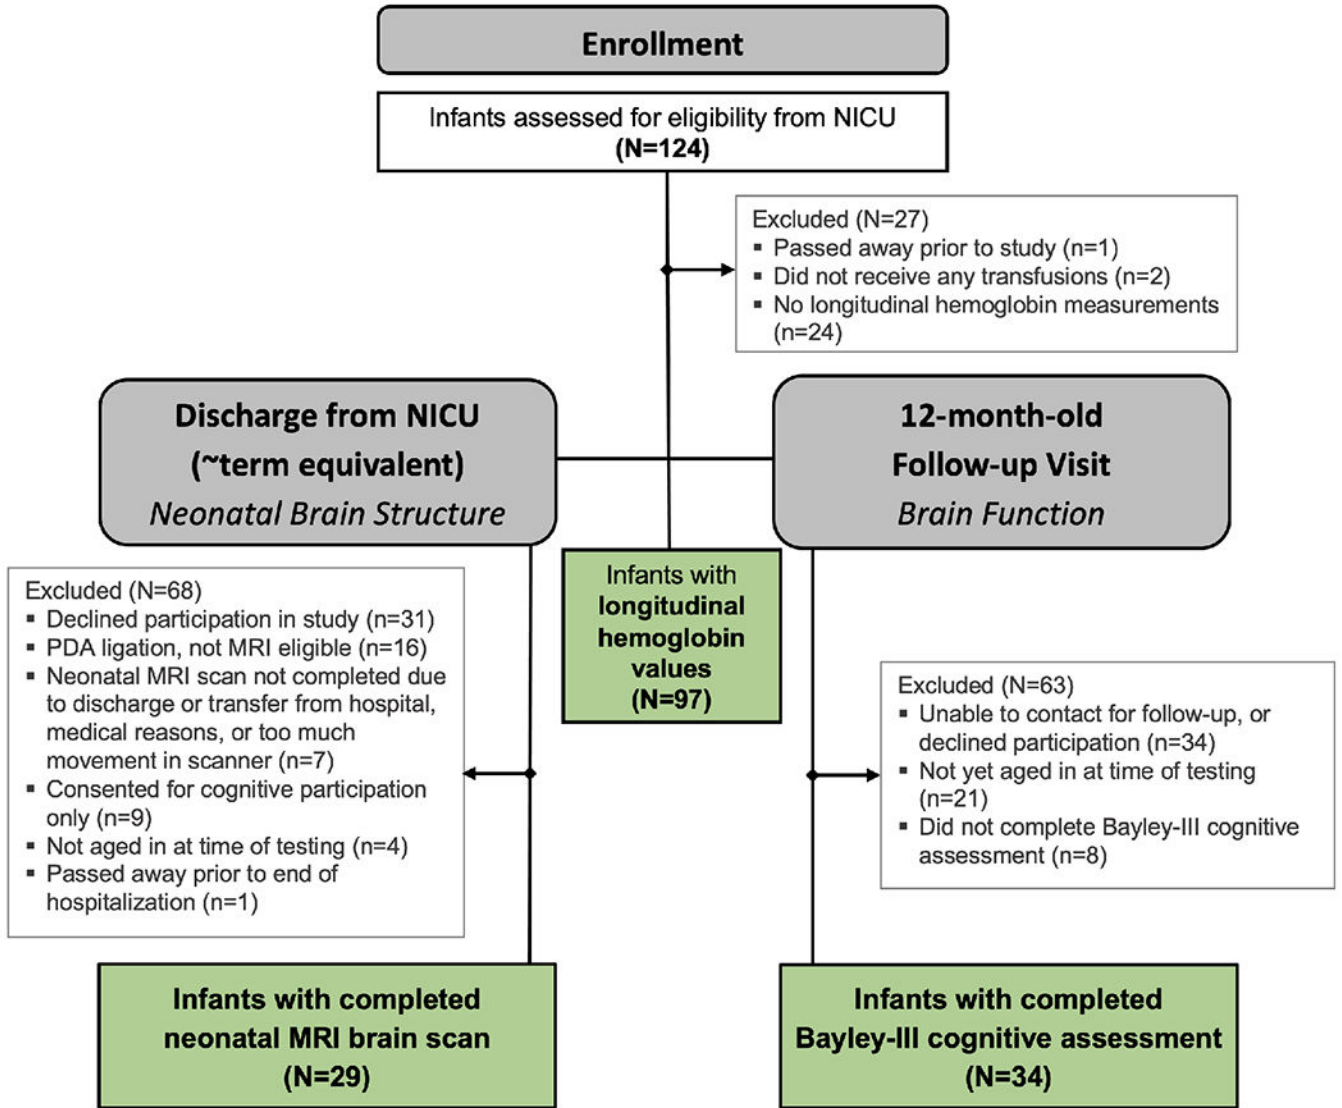 Enrollment
Infants assessed for eligibility from NICU
(N=124)
Excluded (N=27)
▪ Passed away prior to study (n=1)
▪ Did not receive any transfusions (n=2)
▪ No longitudinal hemoglobin measurements
(n=24)
Discharge from NICU
(~term equivalent)
Neonatal Brain Structure
12-month-old
Follow-up Visit
Brain Function
Infants with
longitudinal
hemoglobin
values
(N=97)
Excluded (N=68)
▪ Declined participation in study (n=31)
▪ PDA ligation, not MRI eligible (n=16)
▪ Neonatal MRI scan not completed due
to discharge or transfer from hospital,
medical reasons, or too much
movement in scanner (n=7)
▪ Consented for cognitive participation
only (n=9)
▪ Not aged in at time of testing (n=4)
▪ Passed away prior to end of
hospitalization (n=1)
Excluded (N=63)
▪ Unable to contact for follow-up, or
declined participation (n=34)
▪ Not yet aged in at time of testing
(n=21)
▪ Did not complete Bayley-III cognitive
assessment (n=8)
Infants with completed
neonatal MRI brain scan
(N=29)
Infants with completed
Bayley-III cognitive assessment
(N=34)